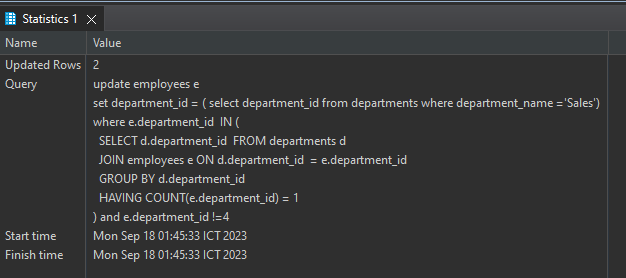 Statistics 1
Name Value
Updated Rows 2
Query update employees e
set department_id = ( select department_id from departments where department_name ='Sales')
where e.department_id IN (
SELECT d.department_id FROM departments d
JOIN employees e ON d.department_id = e.department_id
GROUP BY d.department_id
HAVING COUNT(e.department_id) = 1
) and e.department_id !=4
Start time Mon Sep 18 01:45:33 ICT 2023
Finish time Mon Sep 18 01:45:33 ICT 2023